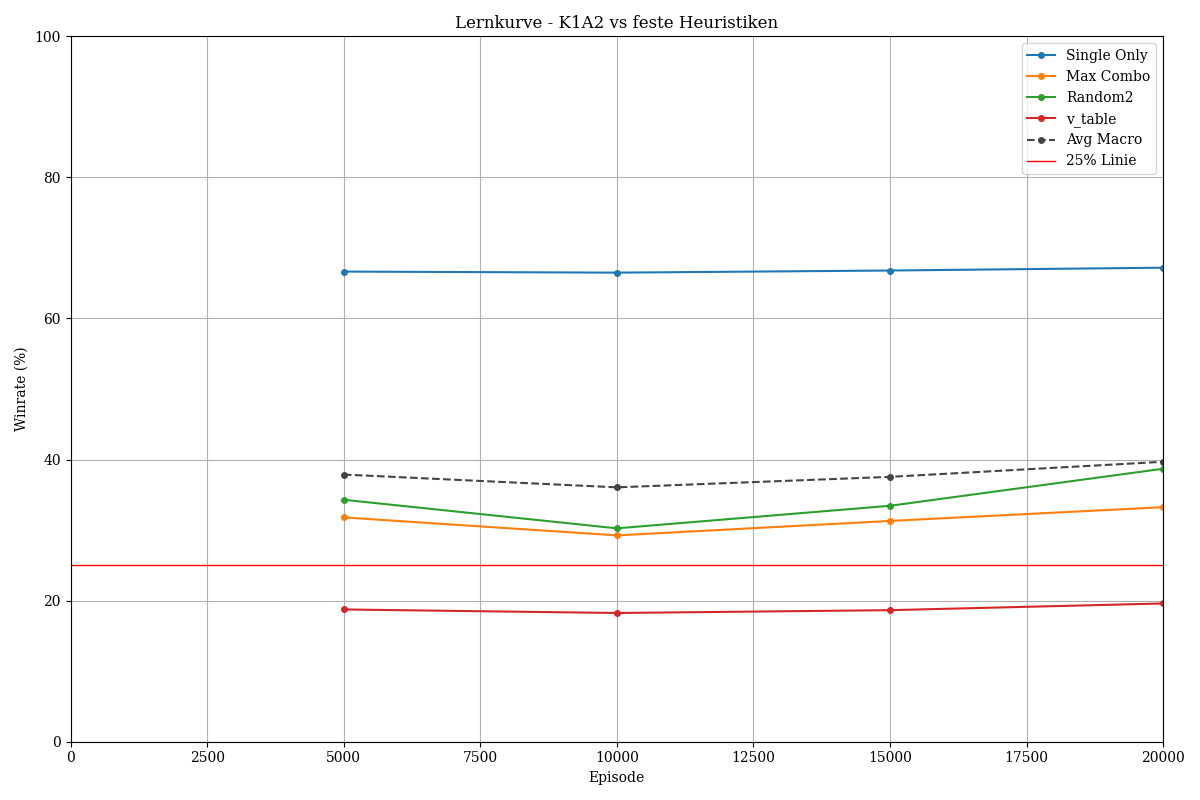 Lernkurve - K1A2 vs feste Heuristiken
Winrate (%)
100
80
60
40
20
0
Single Only
Max Combo
Random2
v_table
Avg Macro
25% Linie
0 2500 5000 7500 10000 12500 15000 17500 20000
Episode